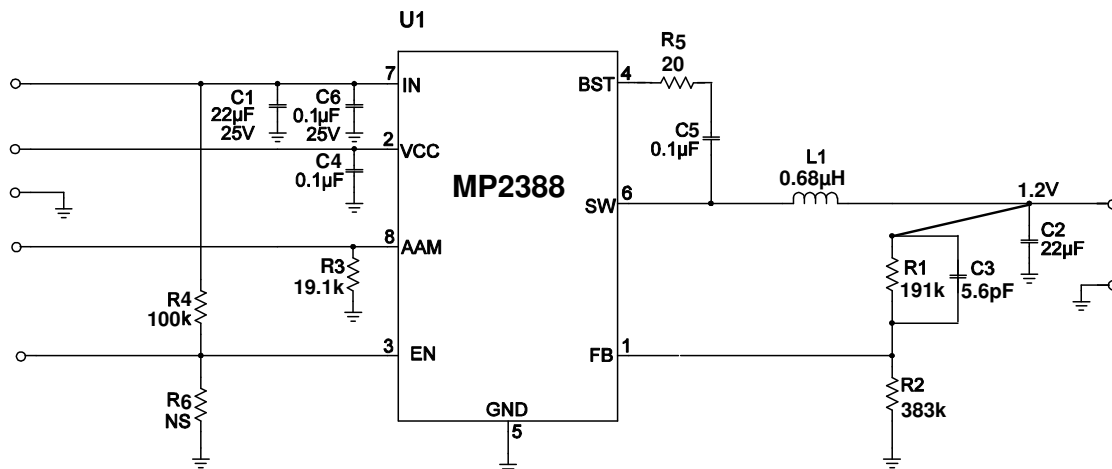 U1
7
IN
C1
22µF
25V
C6
0.1µF
25V
2
VCC
C4
0.1µF
8
AAM
R3
19.1k
R4
100k
3
EN
R6
NS
MP2388
GND
5
BST
4
R5
20
C5
0.1µF
SW
6
L1
0.68µH
1.2V
C2
22µF
R1
191k
C3
5.6pF
FB
1
R2
383k